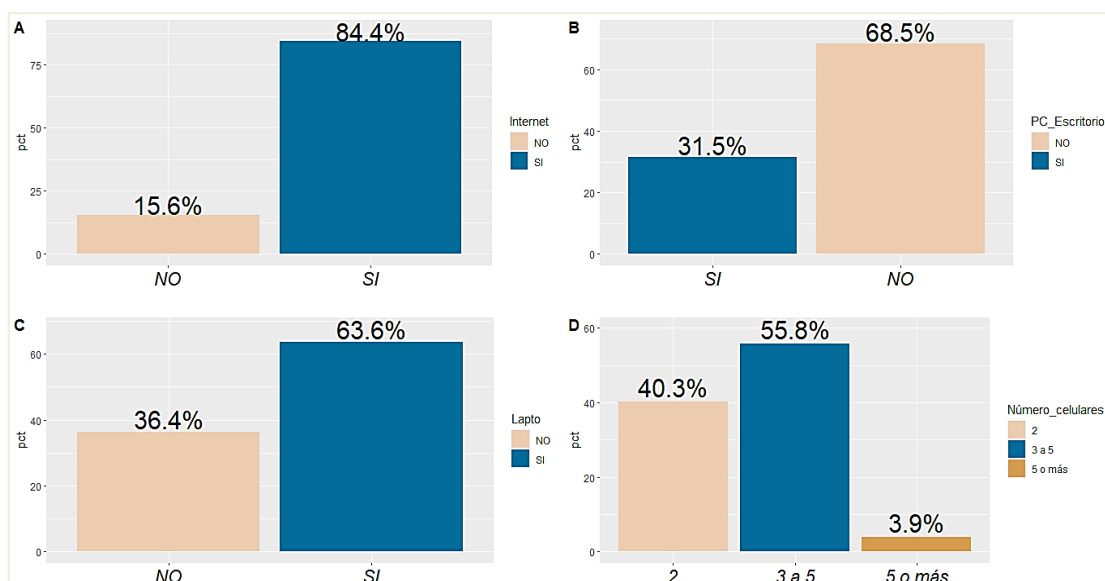 A
84.4%
75
50
pct
25
15.6%
0
NO
SI
Internet
NO
SI
B
68.5%
60
40
pct
31.5%
20
0
SI
NO
PC_Escritorio
NO
SI
C
63.6%
60
40
36.4%
pct
20
0
NO
SI
Lapto
NO
SI
D
60
55.8%
40.3%
40
pct
20
3.9%
0
2
3 a 5
5 o más
Número_celulares
2
3 a 5
5 o más